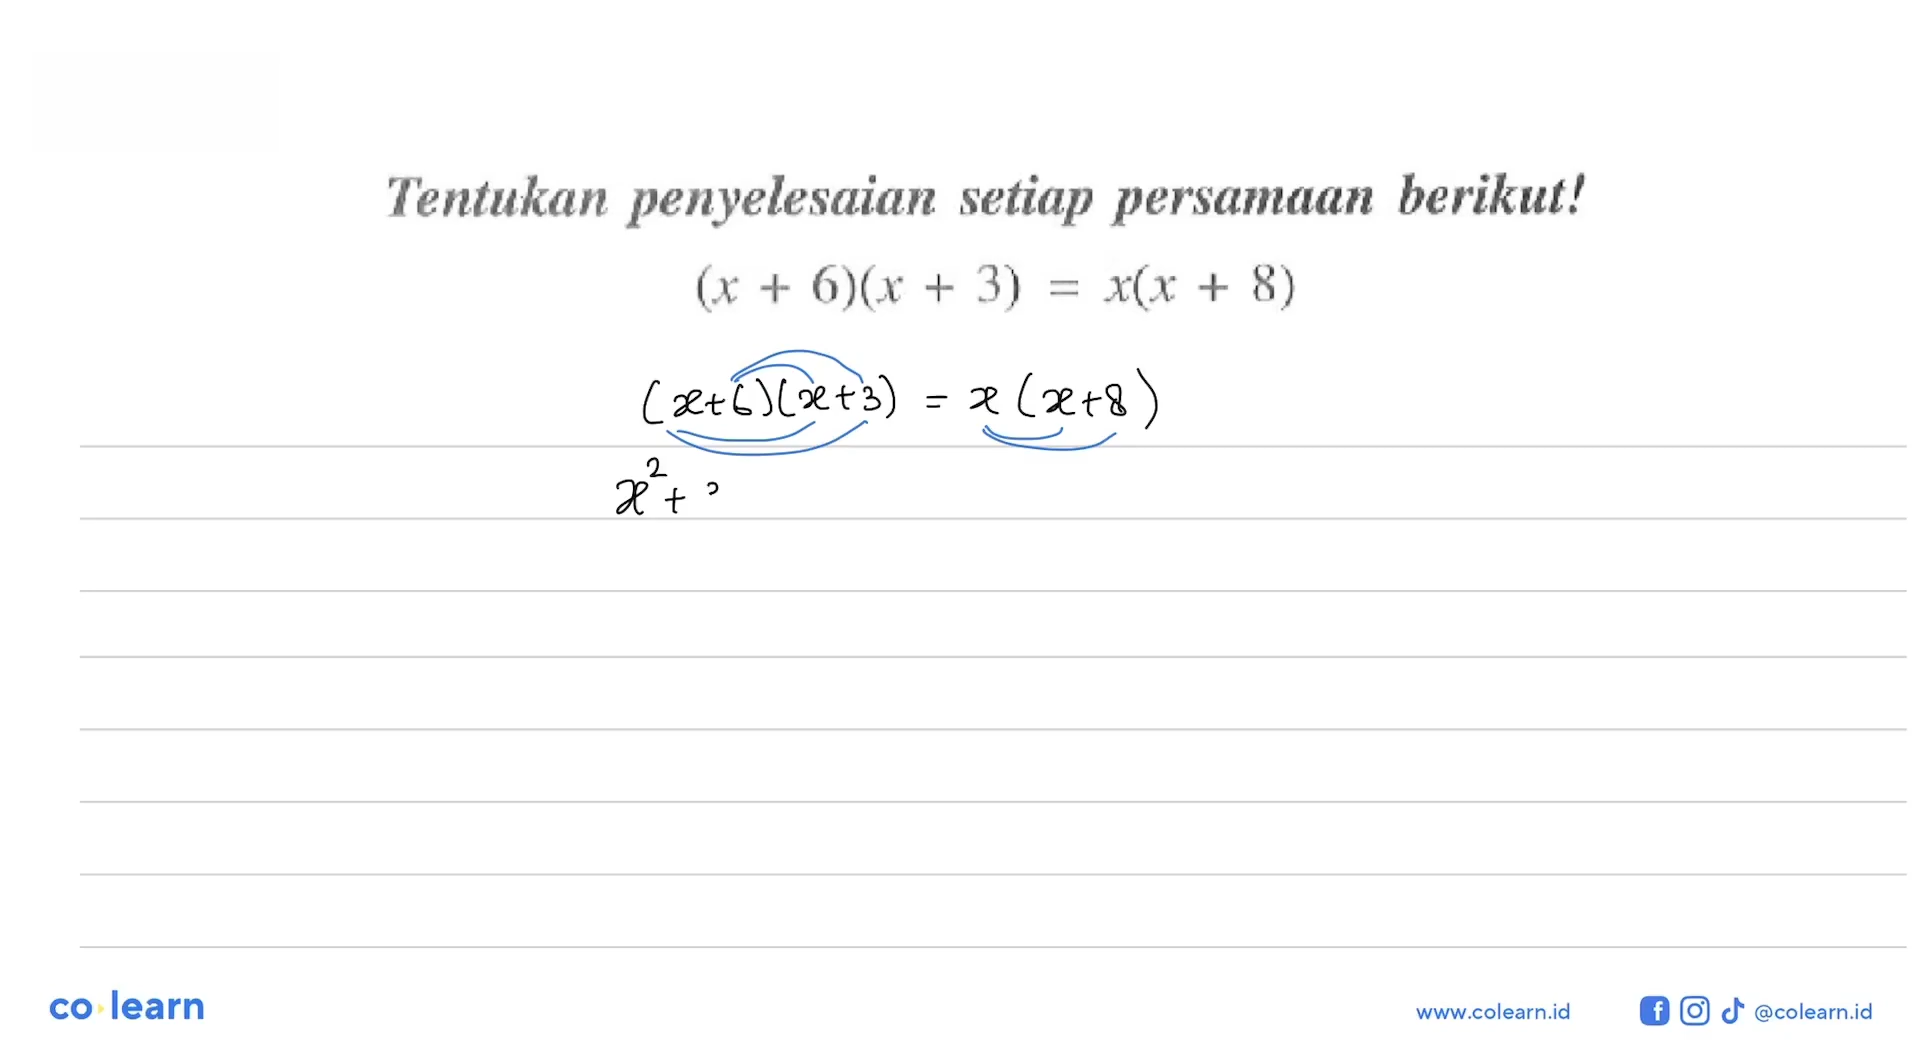 Tentukan penyelesaian setiap persamaan berikut!
(x + 6)(x + 3) = x(x + 8)
(x+6)(x+3) = x(x+8)
x² +
co learn
www.colearn.id @colearn.id